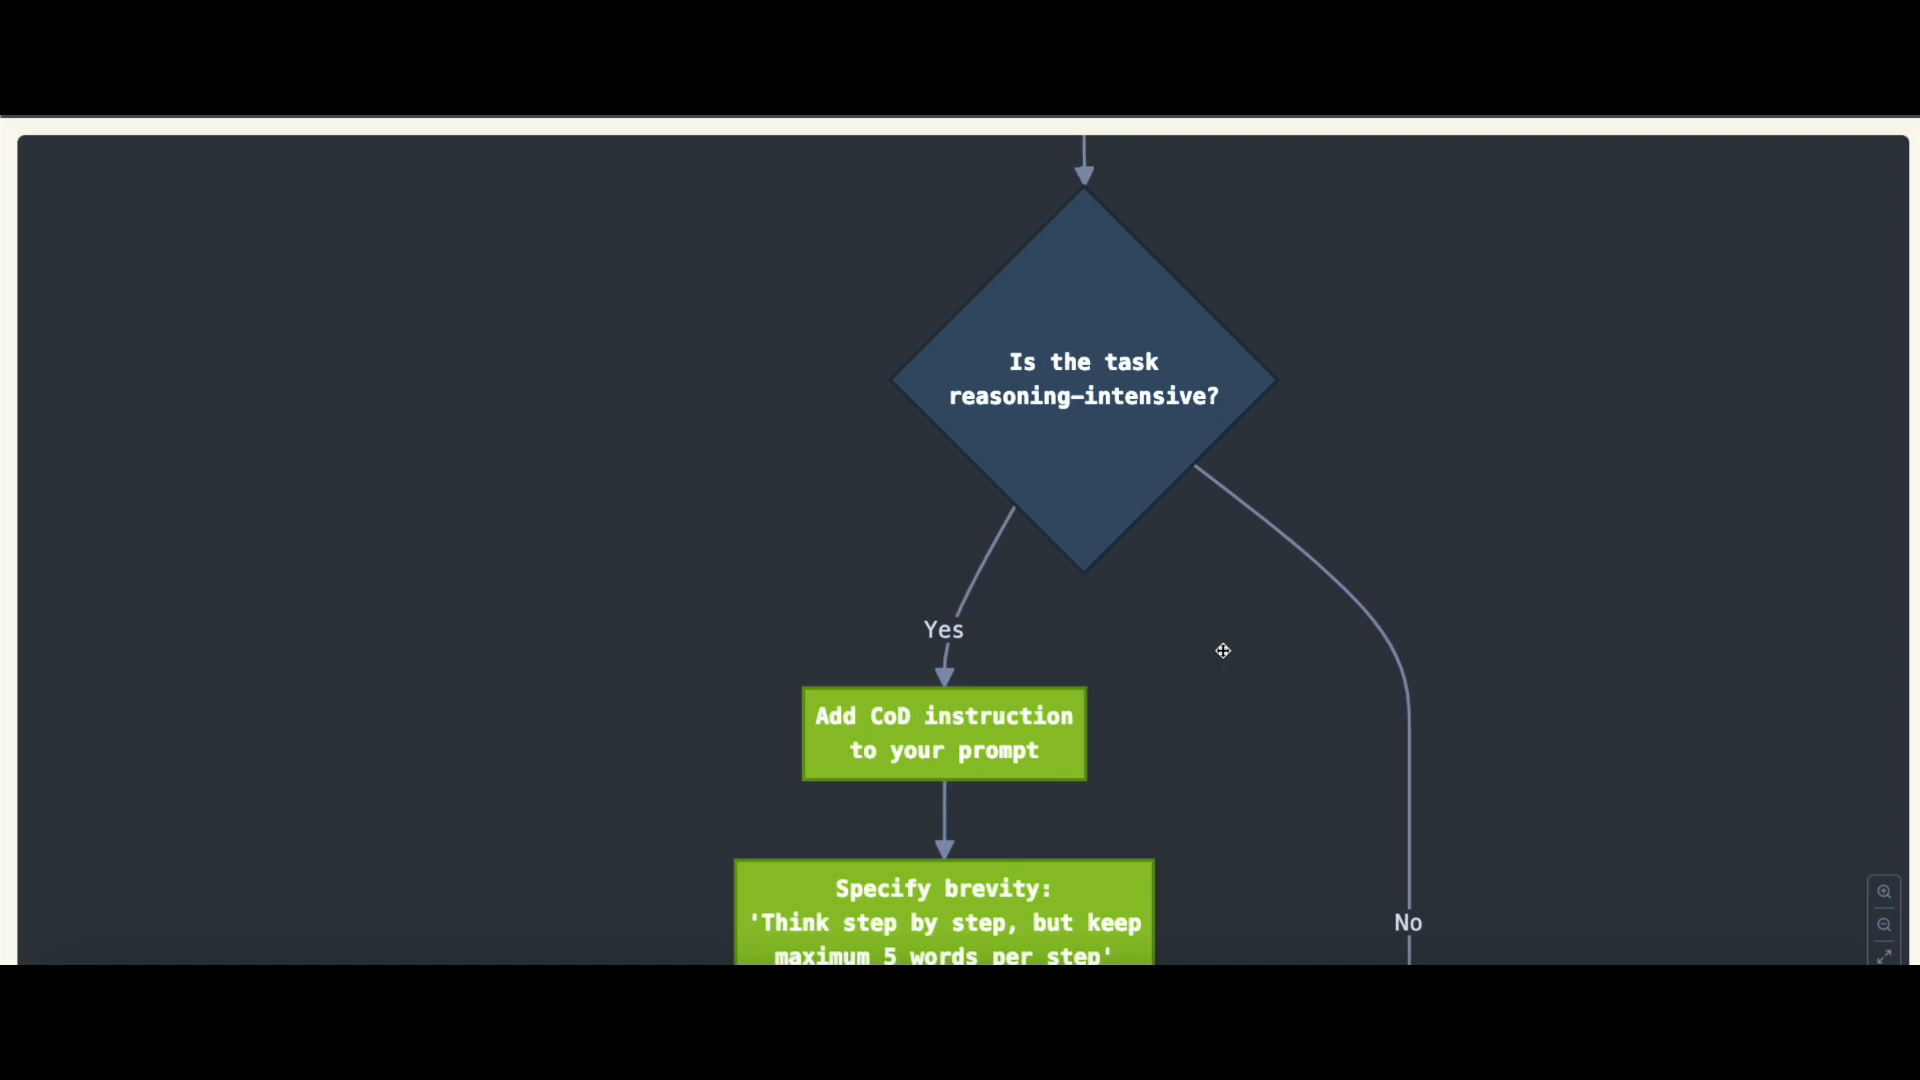 Is the task
reasoning-intensive?
Yes
Add CoD instruction
to your prompt
Specify brevity:
'Think step by step, but keep
maximum 5 words per step'
No